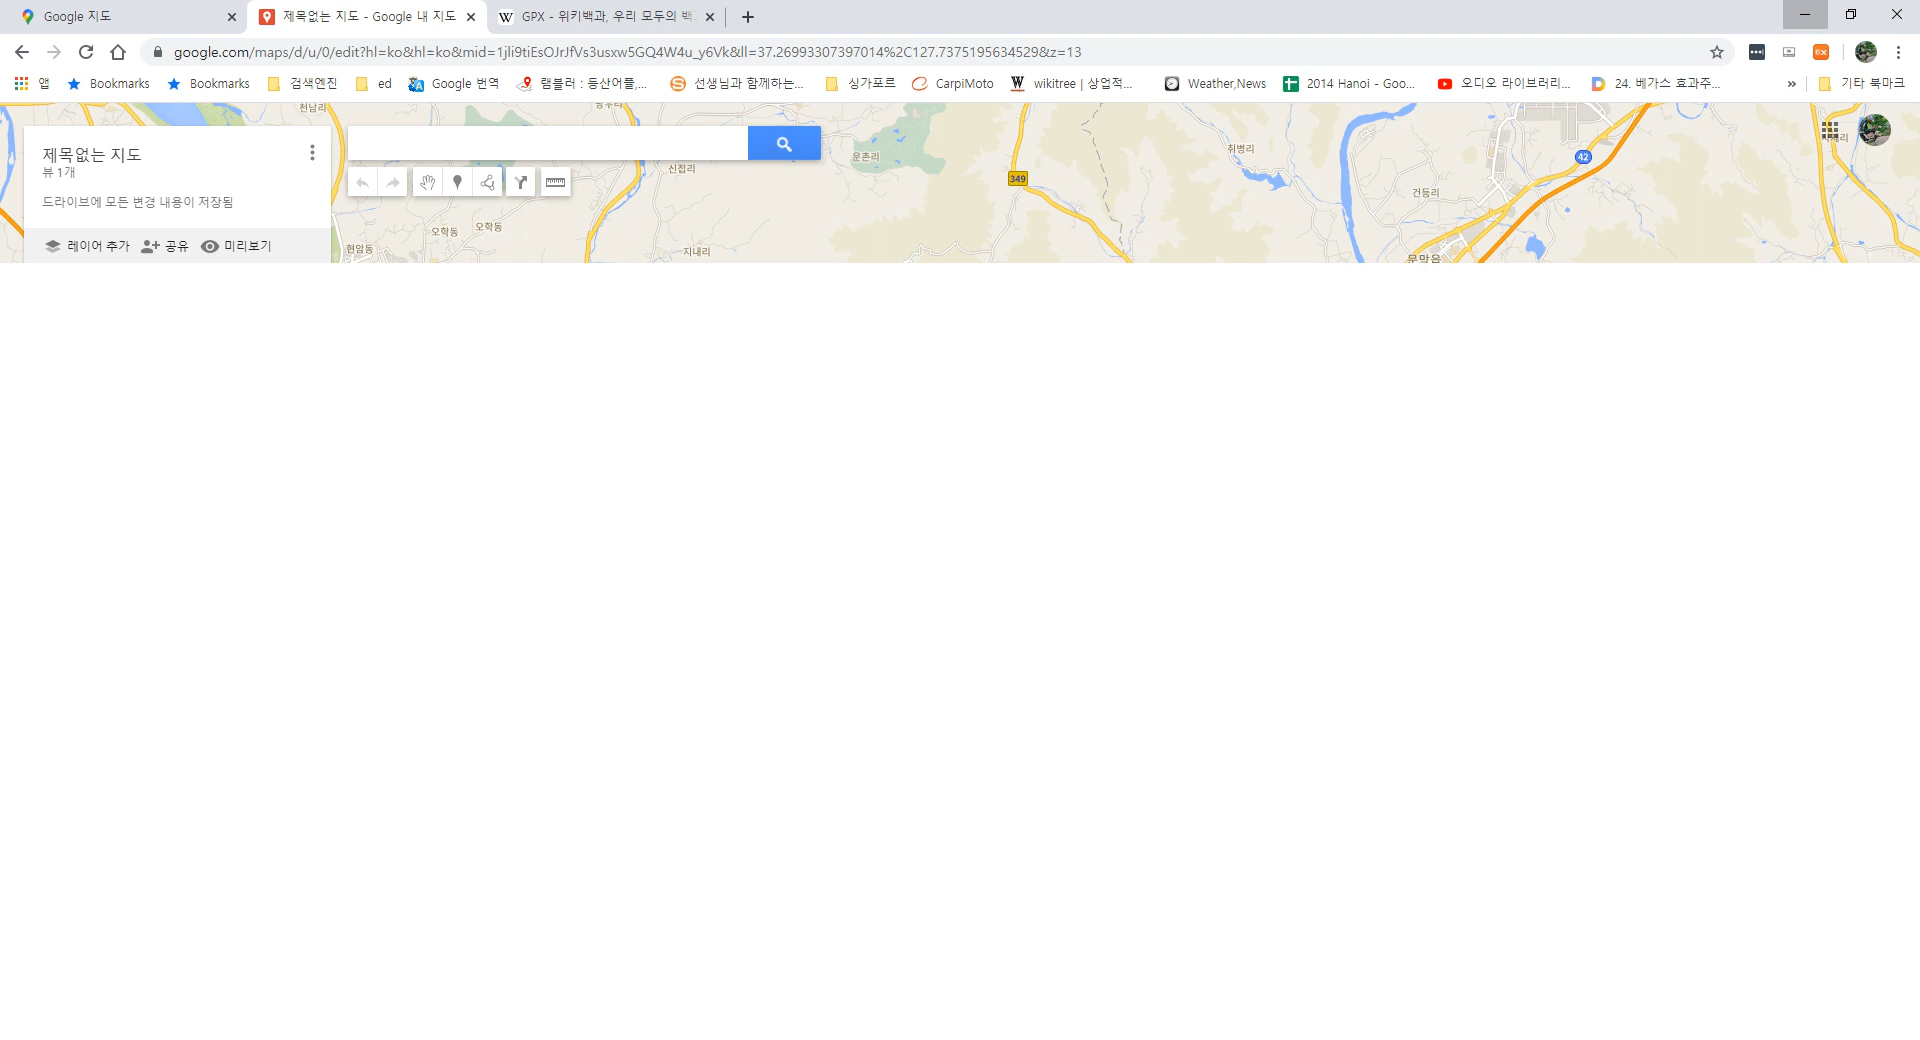 Google 지도
제목없는 지도 - Google 내 지도
GPX - 위키백과, 우리 모두의 백
google.com/maps/d/u/0/edit?hl=ko&hl=ko&mid=1jli9tiEsOJrJfVs3usxw5GQ4W4u_y6Vk&ll=37.26993307397014%2C127.7375195634529&z=13
앱 Bookmarks Bookmarks 검색엔진 ed Google 번역 램블러 : 등산어플,... 선생님과 함께하는... 싱가포르 CarpiMoto wikitree | 상업적... Weather,News 2014 Hanoi - Goo... 오디오 라이브러리... 24. 베가스 효과주... » 기타 북마크
천남리
제목없는 지도
뷰 1개
드라이브에 모든 변경 내용이 저장됨
레이어 추가 공유 미리보기
운촌리
신접리
349
취병리
42
건등리
오학동
오학동
현암동
지내리
문막읍